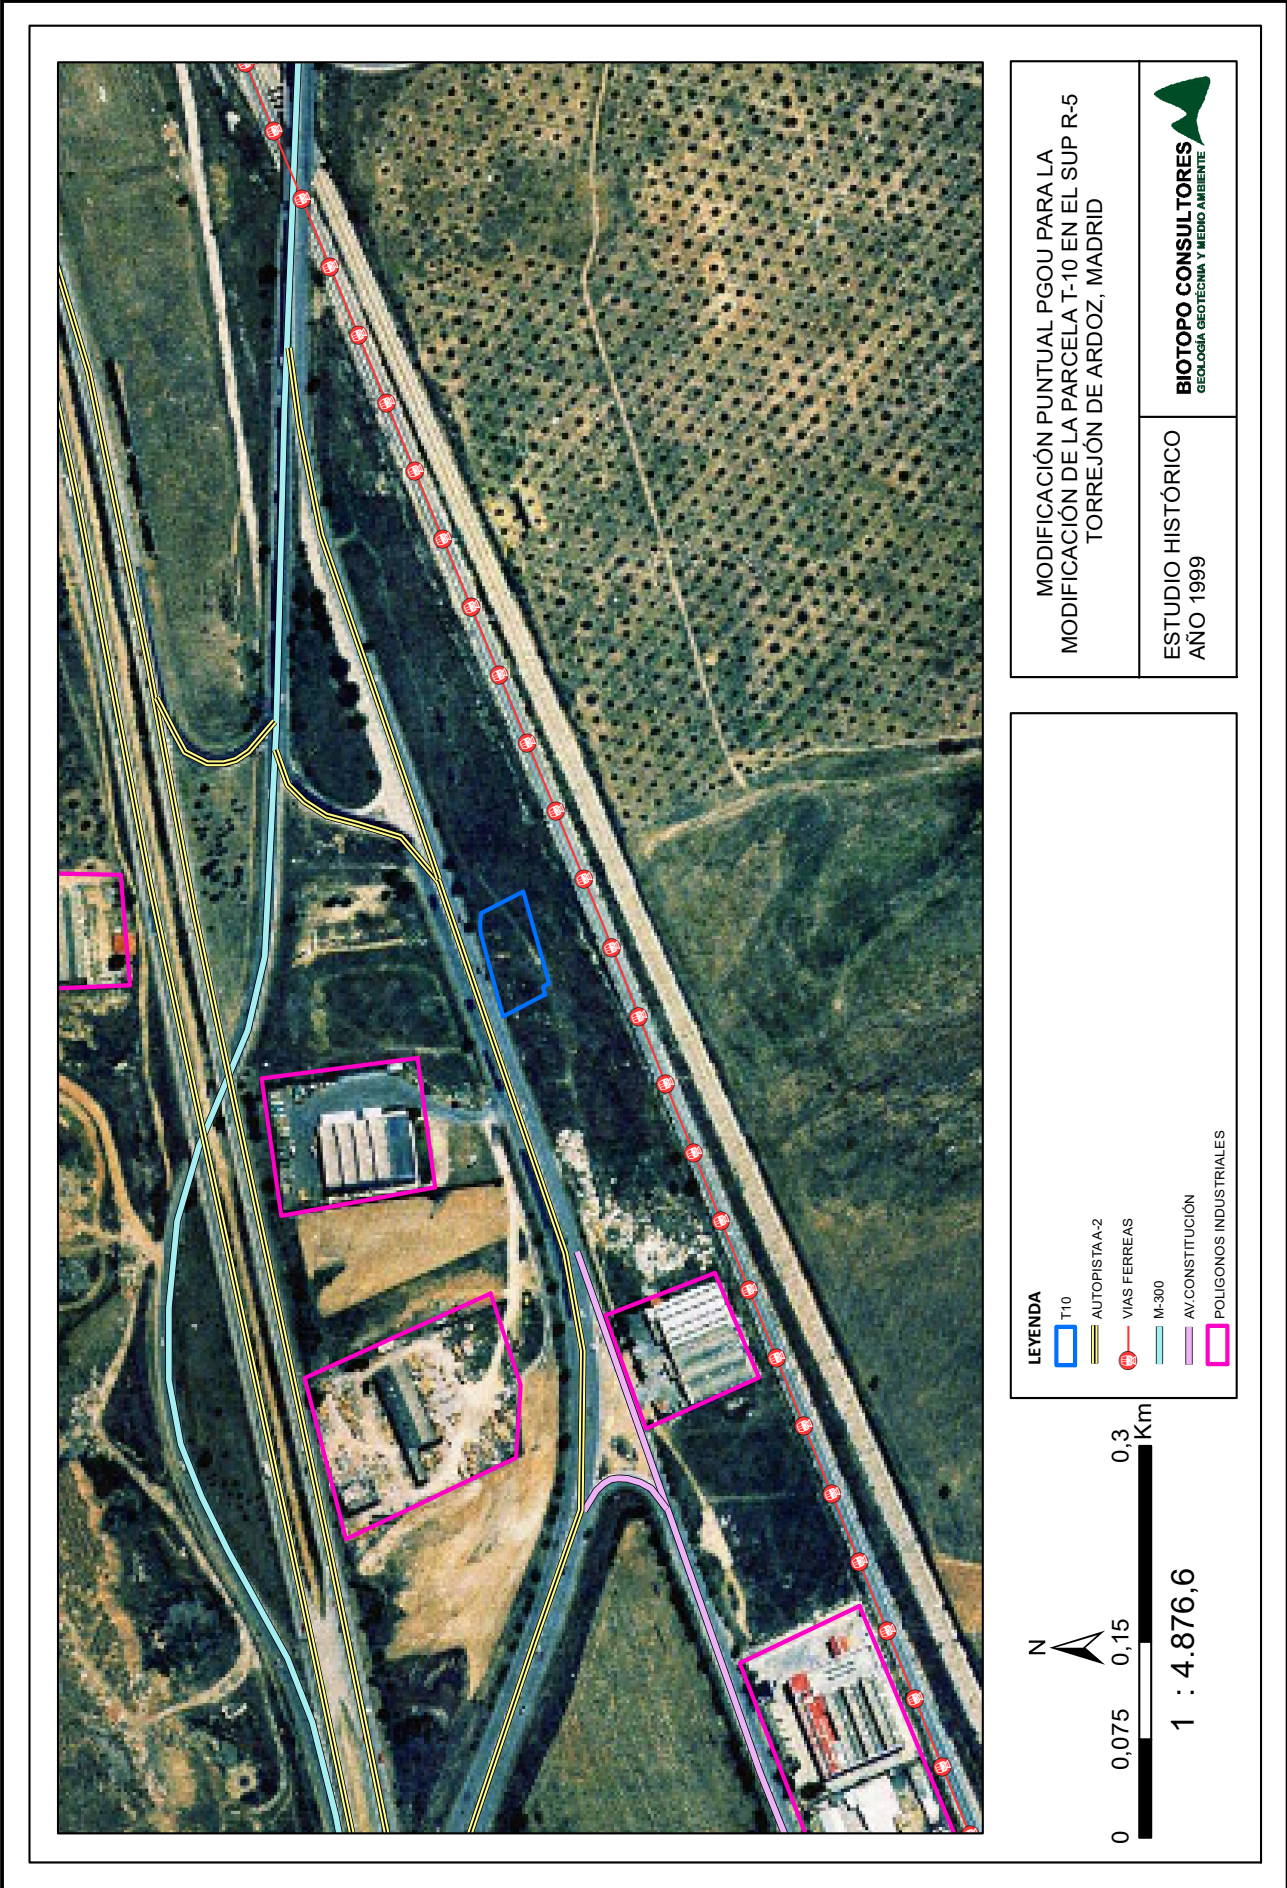 MODIFICACIÓN PUNTUAL PGOU PARA LA
MODIFICACIÓN DE LA PARCELA T-10 EN EL SUP R-5
TORREJÓN DE ARDOZ, MADRID
ESTUDIO HISTÓRICO
AÑO 1999
BIOTOPO CONSULTORES
GEOLOGÍA GEOTÉCNIA Y MEDIO AMBIENTE
LEYENDA
T10
AUTOPISTA A-2
VIAS FERREAS
M-300
AV.CONSTITUCIÓN
POLIGONOS INDUSTRIALES
N
0 0,075 0,15 0,3
Km
1 : 4.876,6